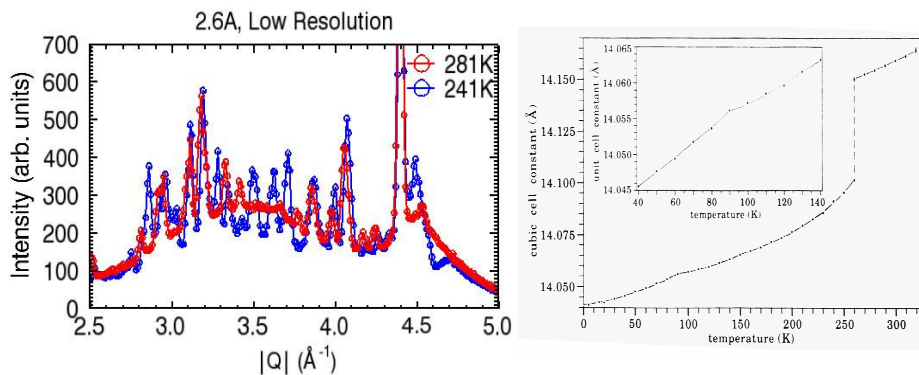 2.6A, Low Resolution
Intensity (arb. units)
700
600
500
400
300
200
100
0
2.5 3.0 3.5 4.0 4.5 5.0
|Q| (Å⁻¹)
281K
241K
cubic cell constant (Å)
14.150
14.125
14.100
14.075
14.050
0 50 100 150 200 250 300
temperature (K)
unit cell constant (Å)
14.065
14.060
14.055
14.050
14.045
40 60 80 100 120 140
temperature (K)